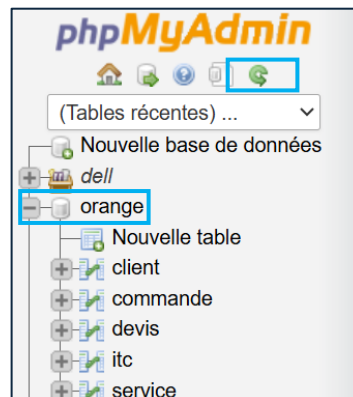 phpMyAdmin
(Tables récentes) ...
Nouvelle base de données
dell
orange
Nouvelle table
client
commande
devis
itc
service